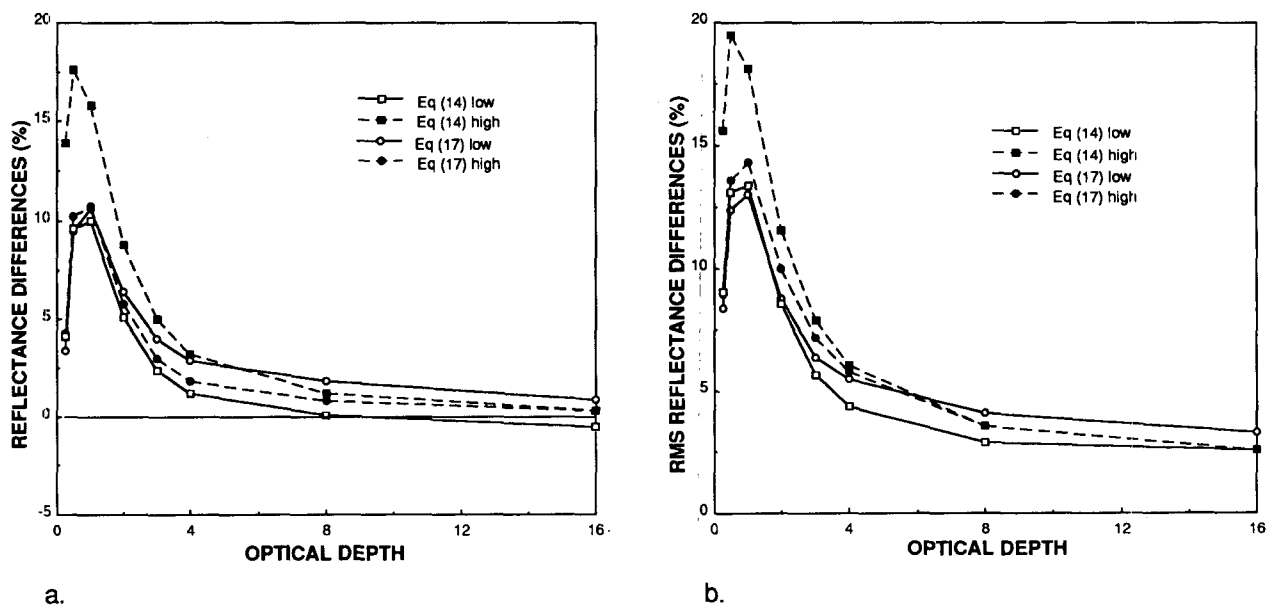 20
15
10
5
0
-5
REFLECTANCE DIFFERENCES (%)
Eq (14) low
Eq (14) high
Eq (17) low
Eq (17) high
0 4 8 12 16
OPTICAL DEPTH
a.
20
15
10
5
0
RMS REFLECTANCE DIFFERENCES (%)
Eq (14) low
Eq (14) high
Eq (17) low
Eq (17) high
0 4 8 12 16
OPTICAL DEPTH
b.